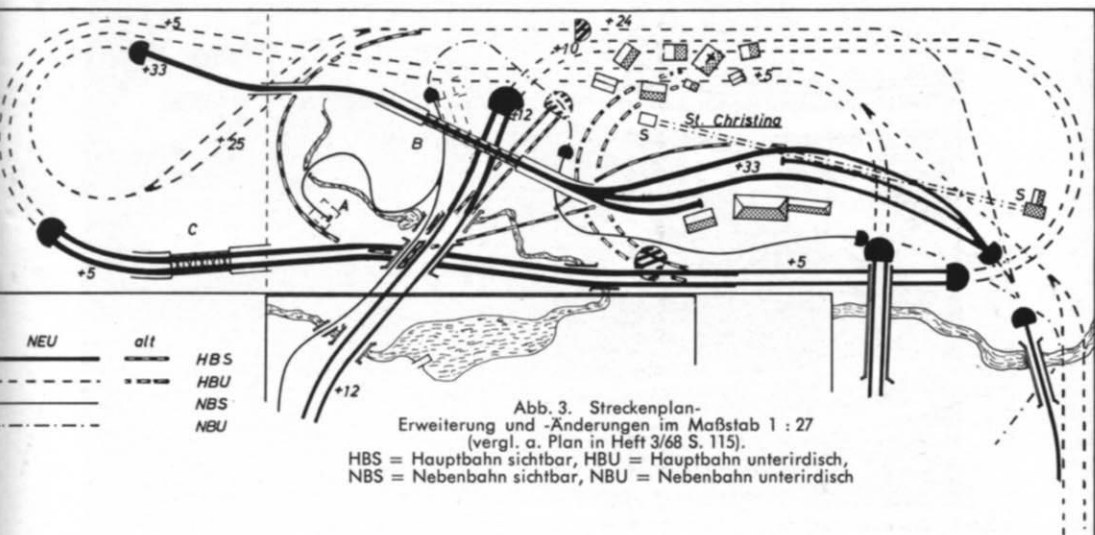 +5
+24
+33
+10
+5
+12
St. Christina
S
B
+25
+33
S
A
C
+5
+5
NEU alt
HBS
HBU
NBS
NBU
+12
Abb. 3. Streckenplan-
Erweiterung und -Änderungen im Maßstab 1 : 27
(vergl. a. Plan in Heft 3/68 S. 115).
HBS = Hauptbahn sichtbar, HBU = Hauptbahn unterirdisch,
NBS = Nebenbahn sichtbar, NBU = Nebenbahn unterirdisch